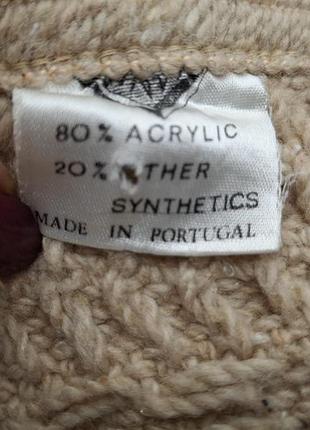 80% ACRYLIC
20% OTHER
SYNTHETICS
MADE IN PORTUGAL